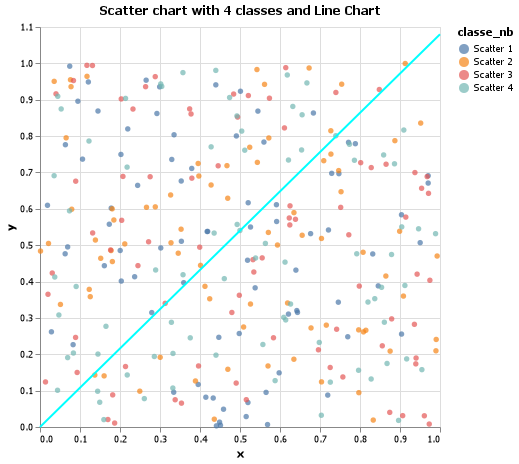 Scatter chart with 4 classes and Line Chart
classe_nb
Scatter 1
Scatter 2
Scatter 3
Scatter 4
1.1
1.0
0.9
0.8
0.7
0.6
0.5
0.4
0.3
0.2
0.1
0.0
y
0.0 0.1 0.2 0.3 0.4 0.5 0.6 0.7 0.8 0.9 1.0
x